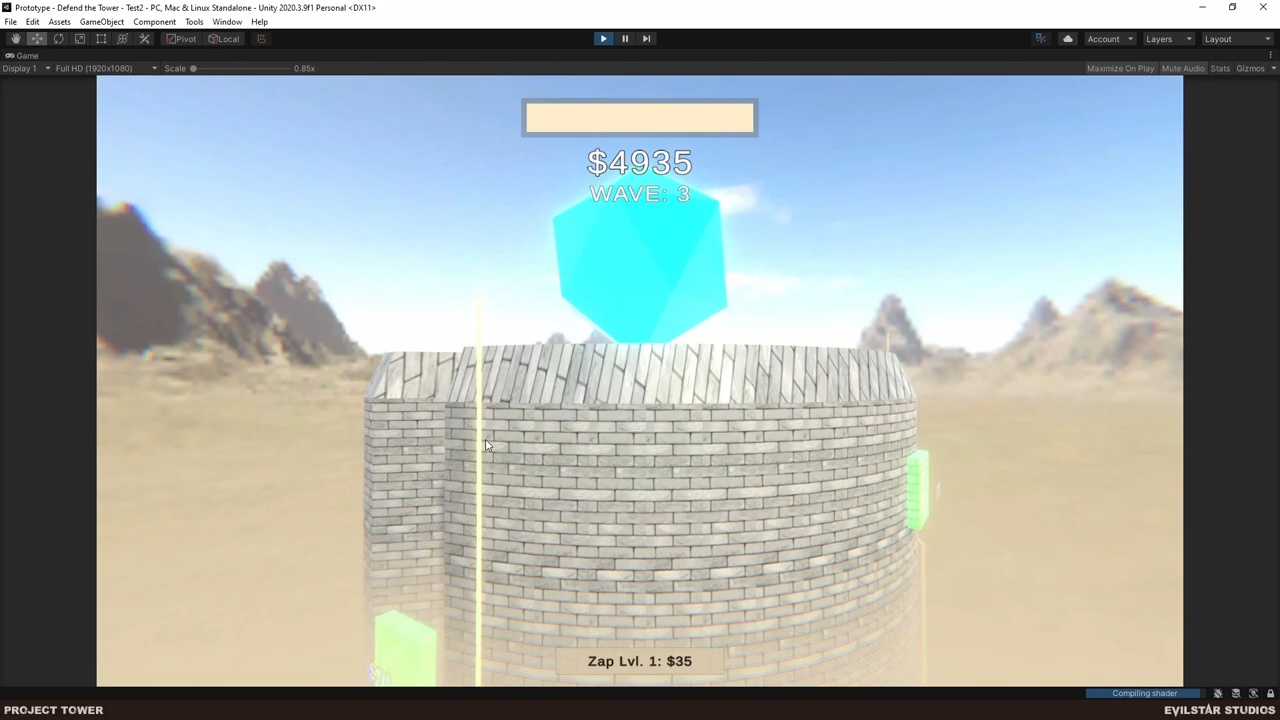 Prototype - Defend the Tower - Test2 - PC, Mac & Linux Standalone - Unity 2020.3.9f1 Personal <DX11>
File Edit Assets GameObject Component Tools Window Help
Pivot Local Account Layers Layout
Game
Display 1 Full HD (1920x1080) Scale 0.85x Maximize On Play Mute Audio Stats Gizmos
$4935
WAVE: 3
Zap Lvl. 1: $35
Compiling shader
PROJECT TOWER EVILSTAR STUDIOS